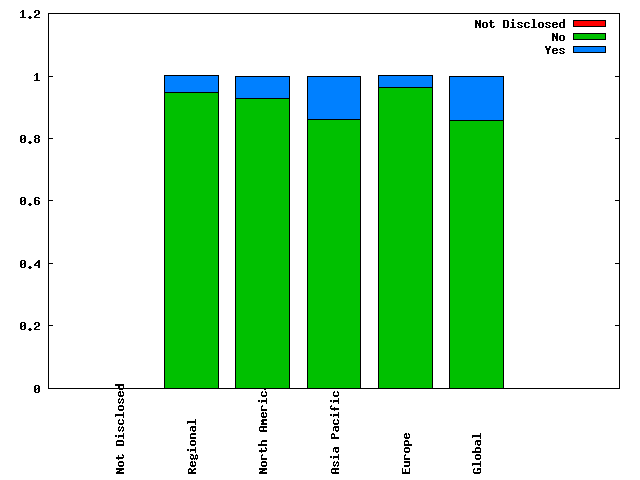 1.2
Not Disclosed
No
Yes
1
0.8
0.6
0.4
0.2
0
Not Disclosed
Regional
North Americ
Asia Pacific
Europe
Global